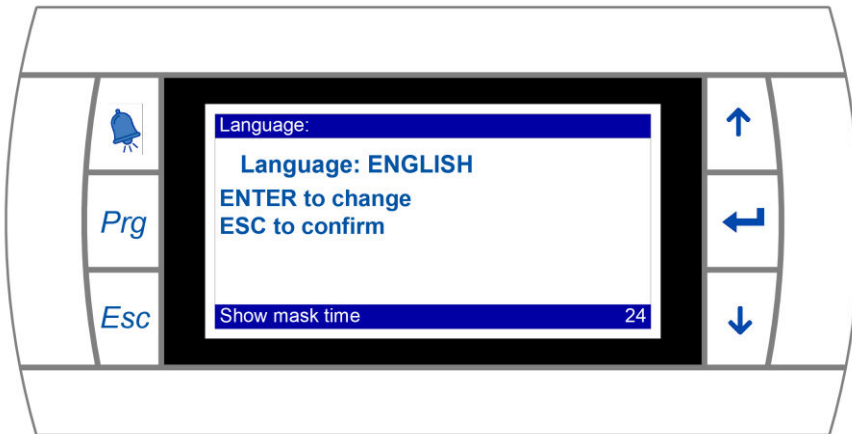 Language:
Language: ENGLISH
ENTER to change
ESC to confirm
Show mask time 24
Prg
Esc